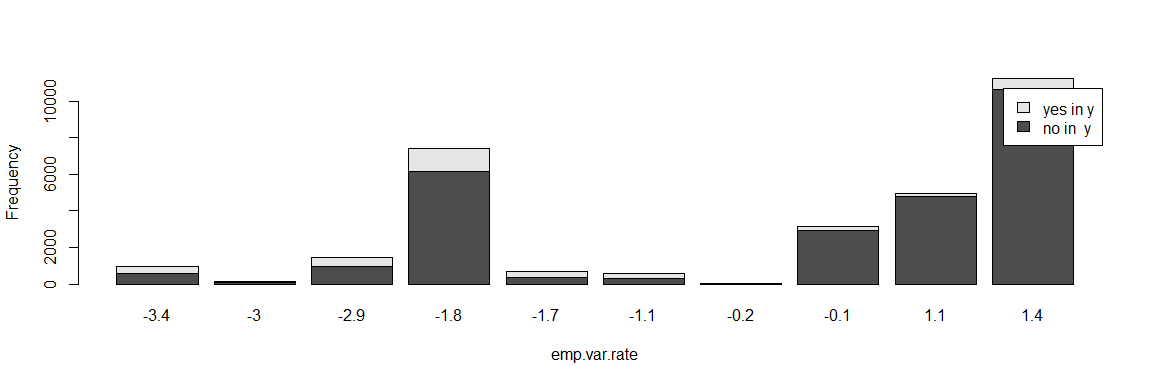 Frequency
10000
6000
2000
0
yes in y
no in y
-3.4 -3 -2.9 -1.8 -1.7 -1.1 -0.2 -0.1 1.1 1.4
emp.var.rate